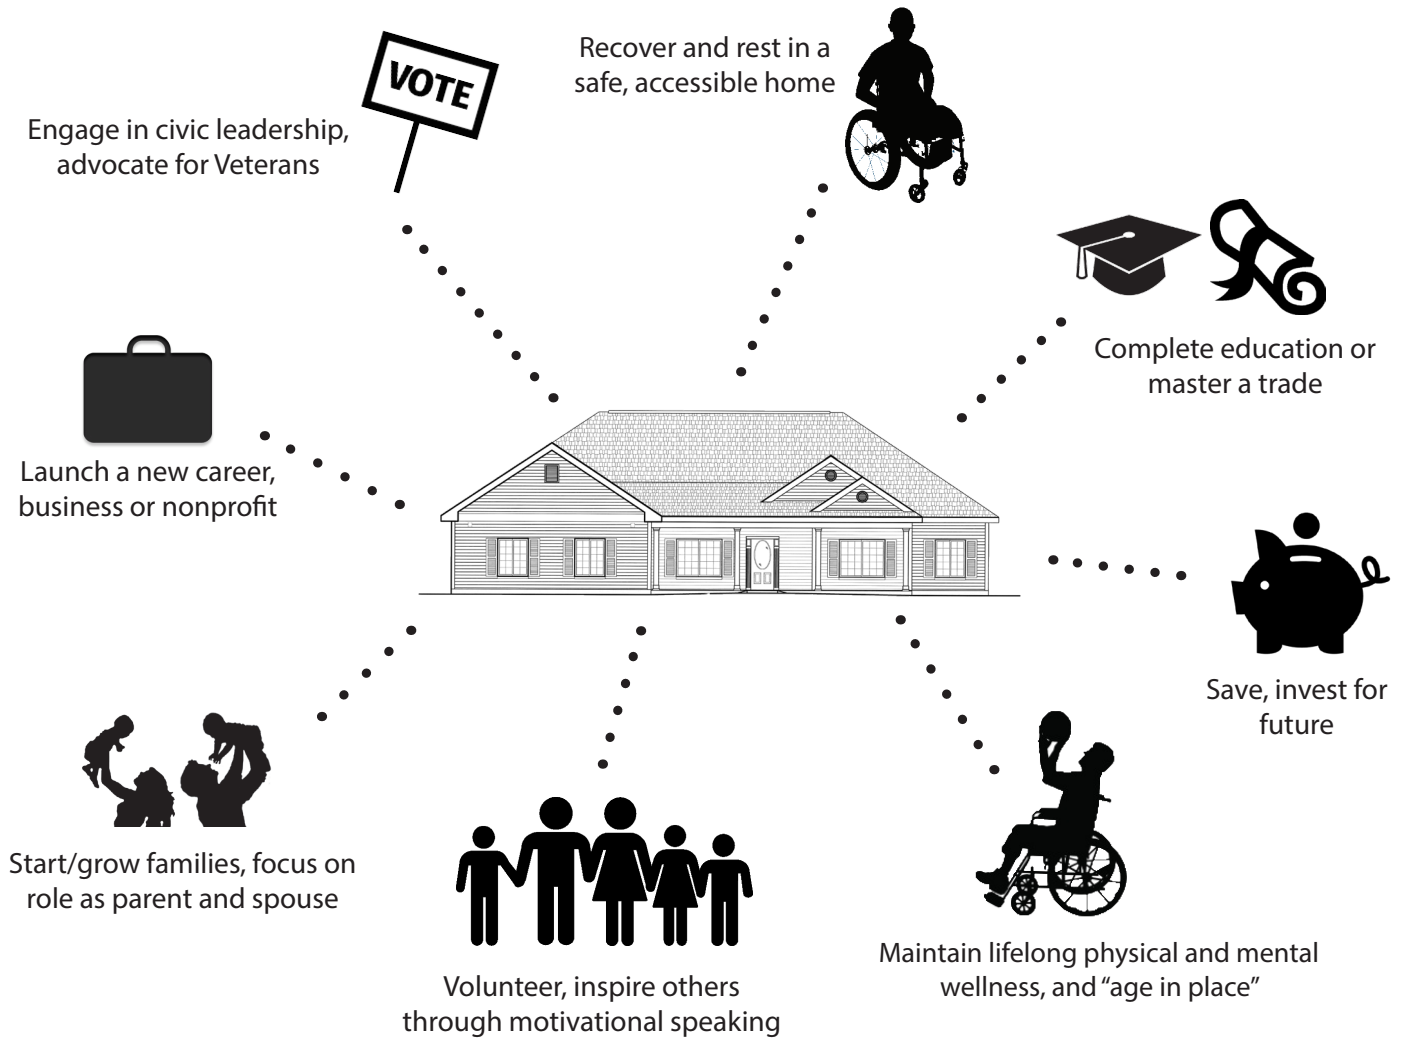 Recover and rest in a
safe, accessible home
VOTE
Engage in civic leadership,
advocate for Veterans
Complete education or
master a trade
Launch a new career,
business or nonprofit
Save, invest for
future
Start/grow families, focus on
role as parent and spouse
Maintain lifelong physical and mental
wellness, and “age in place”
Volunteer, inspire others
through motivational speaking